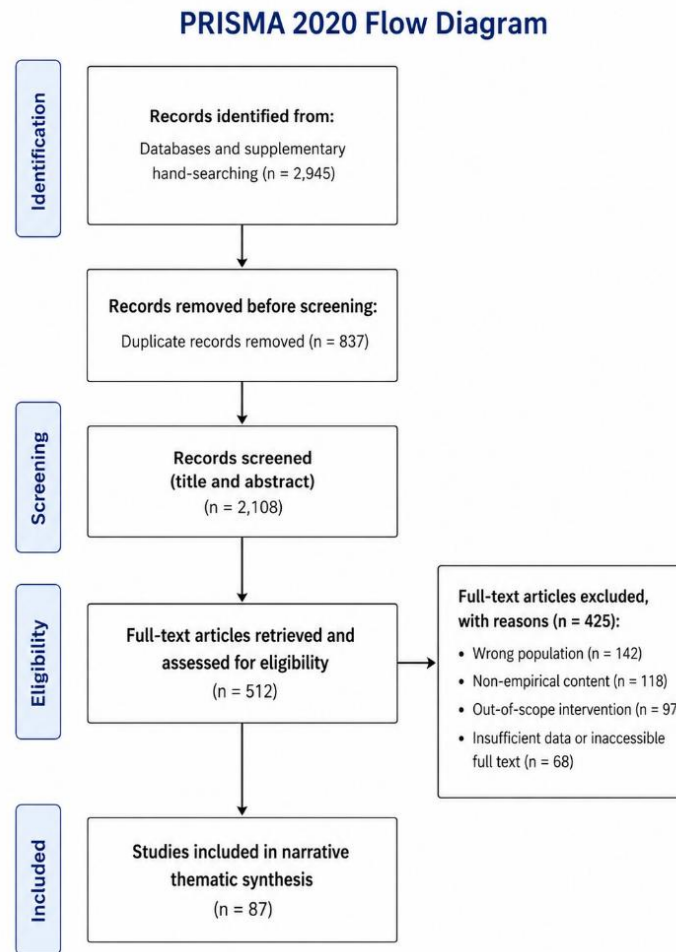 PRISMA 2020 Flow Diagram
Identification
Records identified from:
Databases and supplementary
hand-searching (n = 2,945)
Records removed before screening:
Duplicate records removed (n = 837)
Screening
Records screened
(title and abstract)
(n = 2,108)
Eligibility
Full-text articles retrieved and
assessed for eligibility
(n = 512)
Full-text articles excluded,
with reasons (n = 425):
• Wrong population (n = 142)
• Non-empirical content (n = 118)
• Out-of-scope intervention (n = 97
• Insufficient data or inaccessible
full text (n = 68)
Included
Studies included in narrative
thematic synthesis
(n = 87)